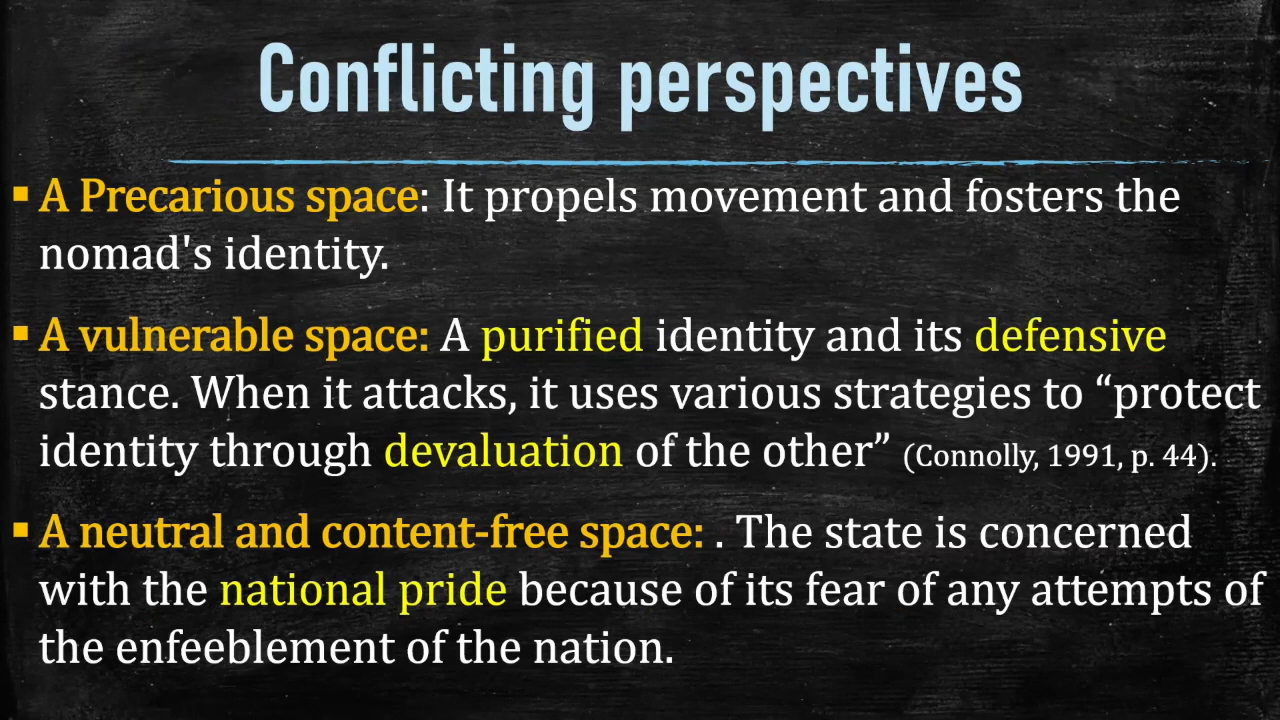 Conflicting perspectives
▪ A Precarious space: It propels movement and fosters the
nomad's identity.
▪ A vulnerable space: A purified identity and its defensive
stance. When it attacks, it uses various strategies to “protect
identity through devaluation of the other” (Connolly, 1991, p. 44).
▪ A neutral and content-free space: . The state is concerned
with the national pride because of its fear of any attempts of
the enfeeblement of the nation.